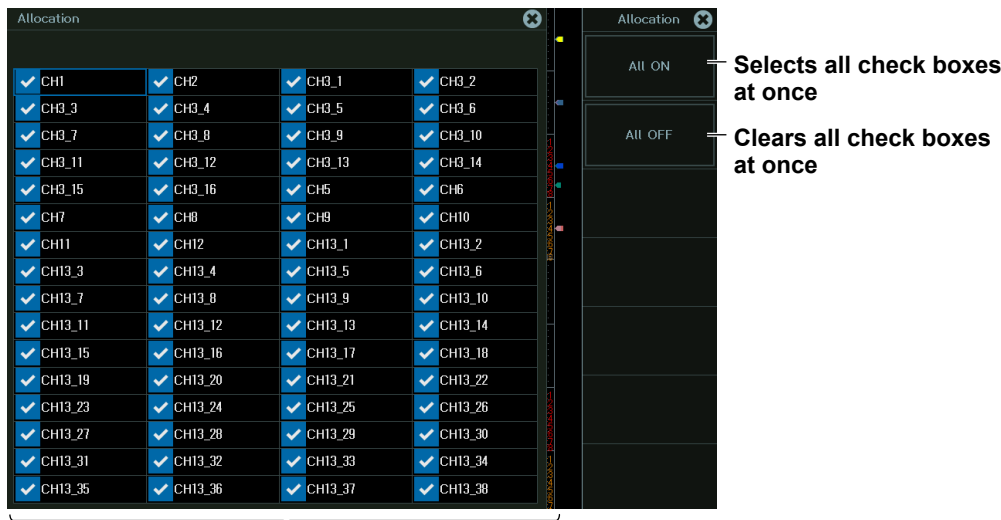 Allocation
Allocation
All ON
Selects all check boxes
at once
All OFF
Clears all check boxes
at once
CH1 CH2 CH3_1 CH3_2
CH3_3 CH3_4 CH3_5 CH3_6
CH3_7 CH3_8 CH3_9 CH3_10
CH3_11 CH3_12 CH3_13 CH3_14
CH3_15 CH3_16 CH5 CH6
CH7 CH8 CH9 CH10
CH11 CH12 CH13_1 CH13_2
CH13_3 CH13_4 CH13_5 CH13_6
CH13_7 CH13_8 CH13_9 CH13_10
CH13_11 CH13_12 CH13_13 CH13_14
CH13_15 CH13_16 CH13_17 CH13_18
CH13_19 CH13_20 CH13_21 CH13_22
CH13_23 CH13_24 CH13_25 CH13_26
CH13_27 CH13_28 CH13_29 CH13_30
CH13_31 CH13_32 CH13_33 CH13_34
CH13_35 CH13_36 CH13_37 CH13_38